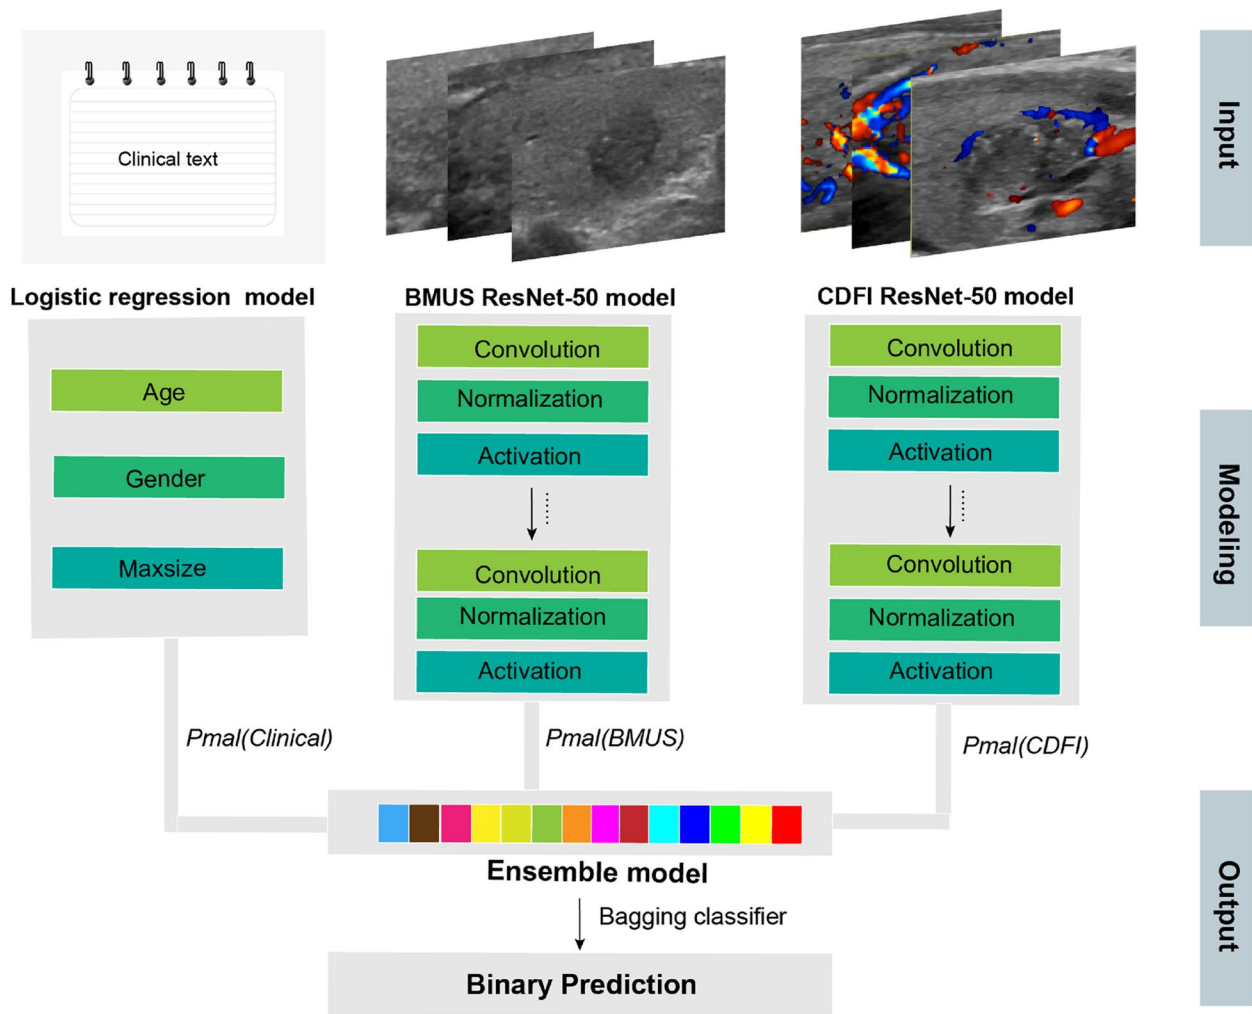 Clinical text
Input
Logistic regression model
BMUS ResNet-50 model
CDFI ResNet-50 model
Age
Gender
Maxsize
Convolution
Normalization
Activation
Convolution
Normalization
Activation
Convolution
Normalization
Activation
Convolution
Normalization
Activation
Modeling
Pmal(Clinical)
Pmal(BMUS)
Pmal(CDFI)
Ensemble model
Bagging classifier
Binary Prediction
Output